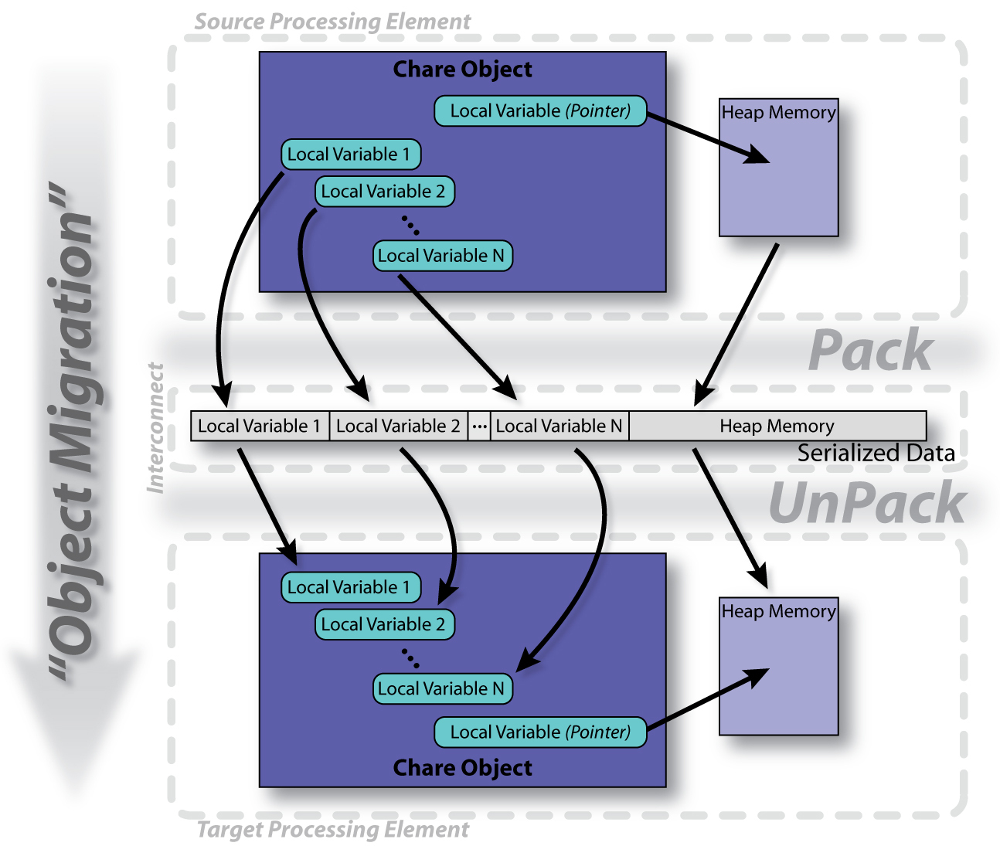 Source Processing Element
Chare Object
Local Variable (Pointer)
Heap Memory
Local Variable 1
Local Variable 2
Local Variable N
"Object Migration"
Pack
Interconnect
Local Variable 1 Local Variable 2 ... Local Variable N Heap Memory
Serialized Data
UnPack
Local Variable 1
Heap Memory
Local Variable 2
Local Variable N
Local Variable (Pointer)
Chare Object
Target Processing Element